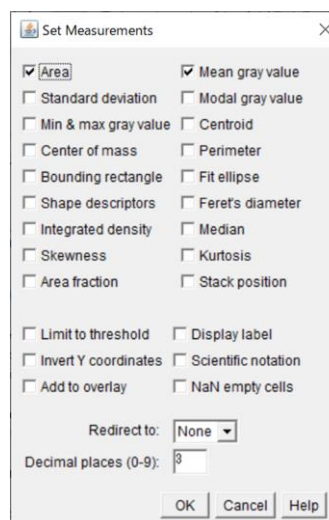 Set Measurements
Area Mean gray value
Standard deviation Modal gray value
Min & max gray value Centroid
Center of mass Perimeter
Bounding rectangle Fit ellipse
Shape descriptors Feret's diameter
Integrated density Median
Skewness Kurtosis
Area fraction Stack position
Limit to threshold Display label
Invert Y coordinates Scientific notation
Add to overlay NaN empty cells
Redirect to: None
Decimal places (0-9): 3
OK Cancel Help